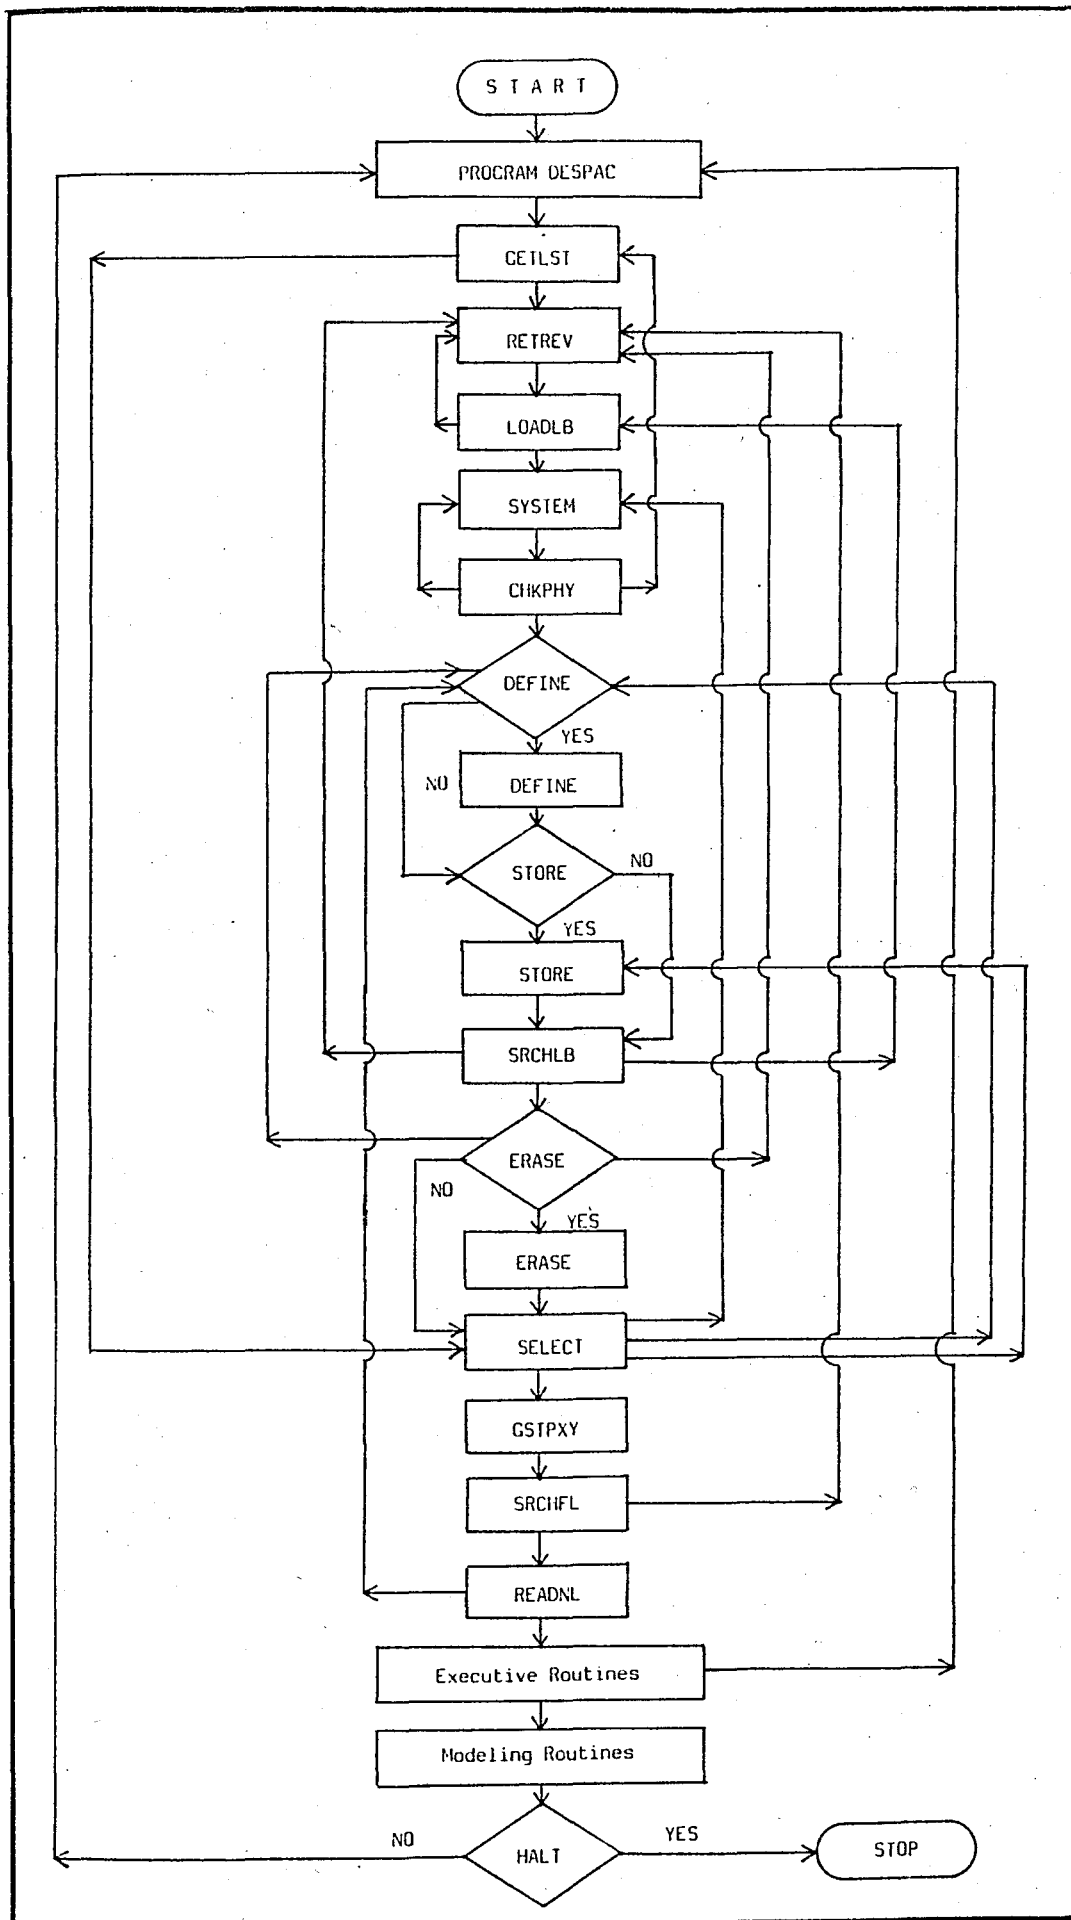 S T A R T
PROGRAM DESPAC
GETLST
RETREV
LOADLB
SYSTEM
CHKPHY
DEFINE
YES
NO
DEFINE
STORE
NO
YES
STORE
SRCHLB
ERASE
NO
YES
ERASE
SELECT
GSTPXY
SRCHFL
READNL
Executive Routines
Modeling Routines
NO
YES
HALT
STOP